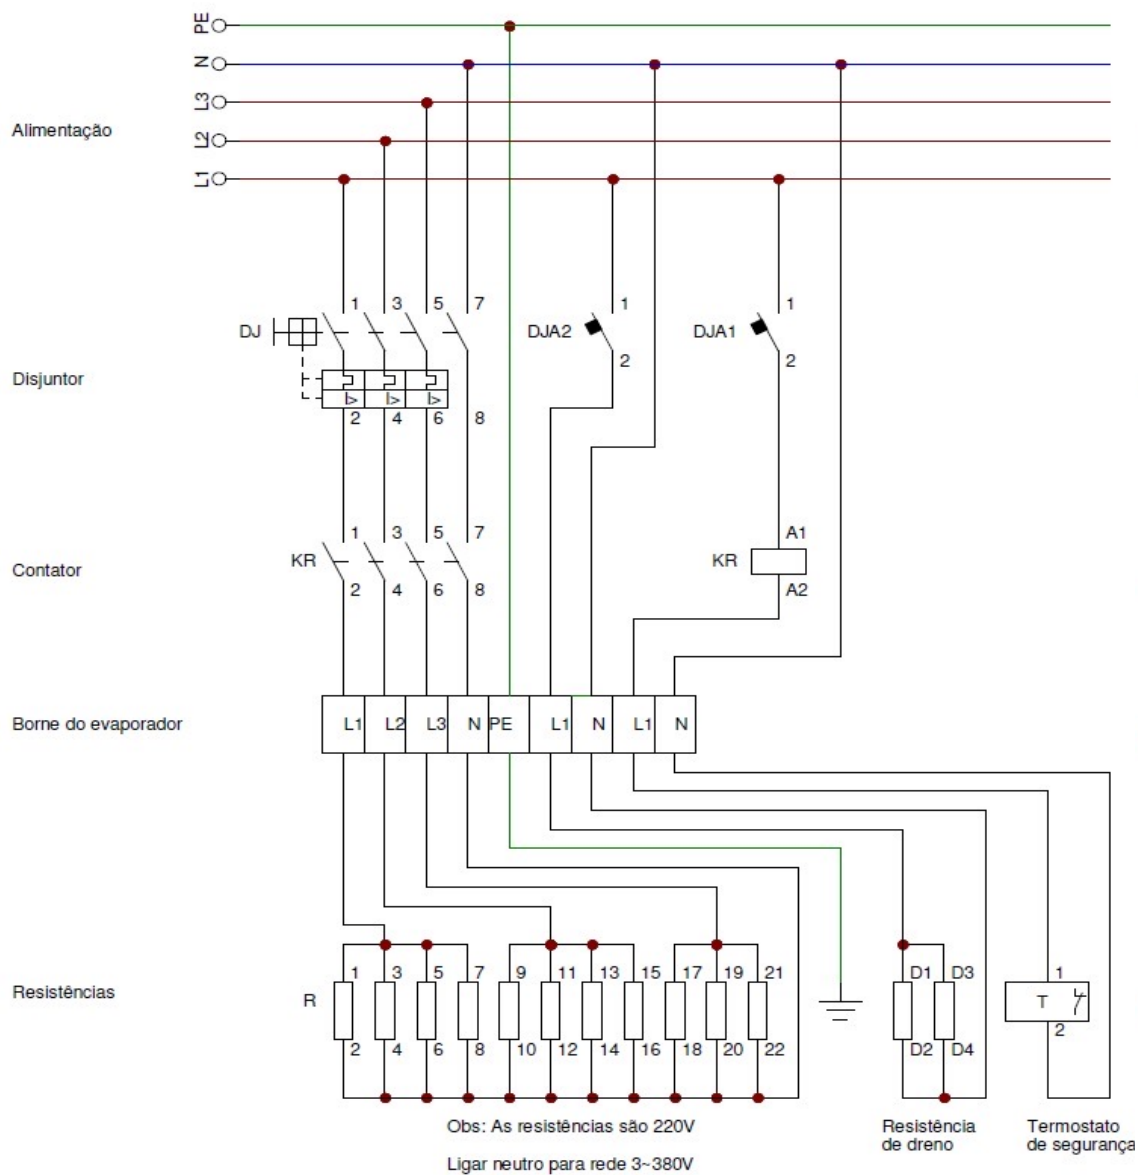 PE
N
L3
Alimentação
L2
L1
1 3 5 7 1 1
DJ DJA2 DJA1
2 2
Disjuntor
I> I> I>
2 4 6 8
1 3 5 7 A1
KR KR
Contator
2 4 6 8 A2
Borne do evaporador L1 L2 L3 N PE L1 N L1 N
1 3 5 7 9 11 13 15 17 19 21 D1 D3 1
Resistências R T
2 4 6 8 10 12 14 16 18 20 22 D2 D4 2
Obs: As resistências são 220V
Ligar neutro para rede 3~380V
Resistência
de dreno
Termostato
de segurança